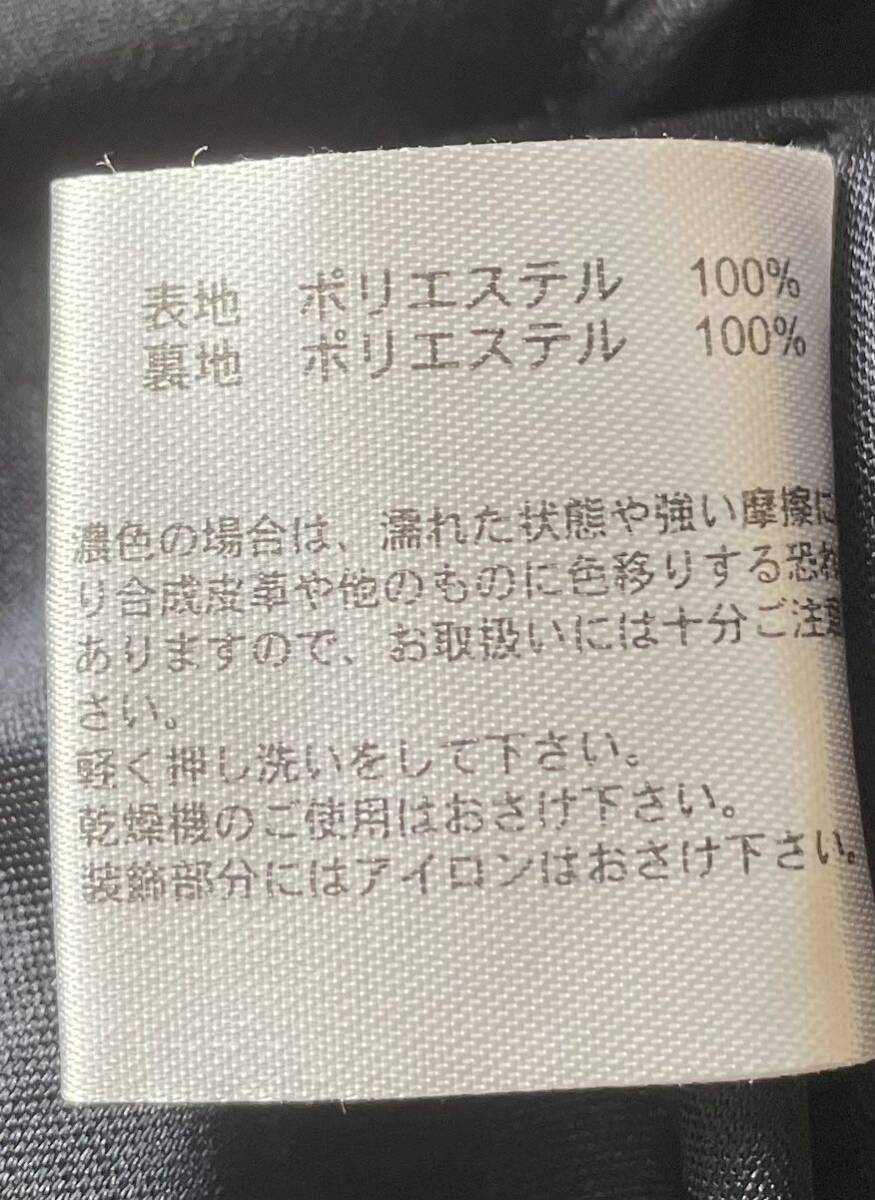 表地 ポリエステル 100%
裏地 ポリエステル 100%
濃色の場合は、濡れた状態や強い摩擦に
り合成皮革や他のものに色移りする恐れ
ありますので、お取扱いには十分ご注意
さい。
軽く押し洗いをして下さい。
乾燥機のご使用はおさけ下さい。
装飾部分にはアイロンはおさけ下さい。